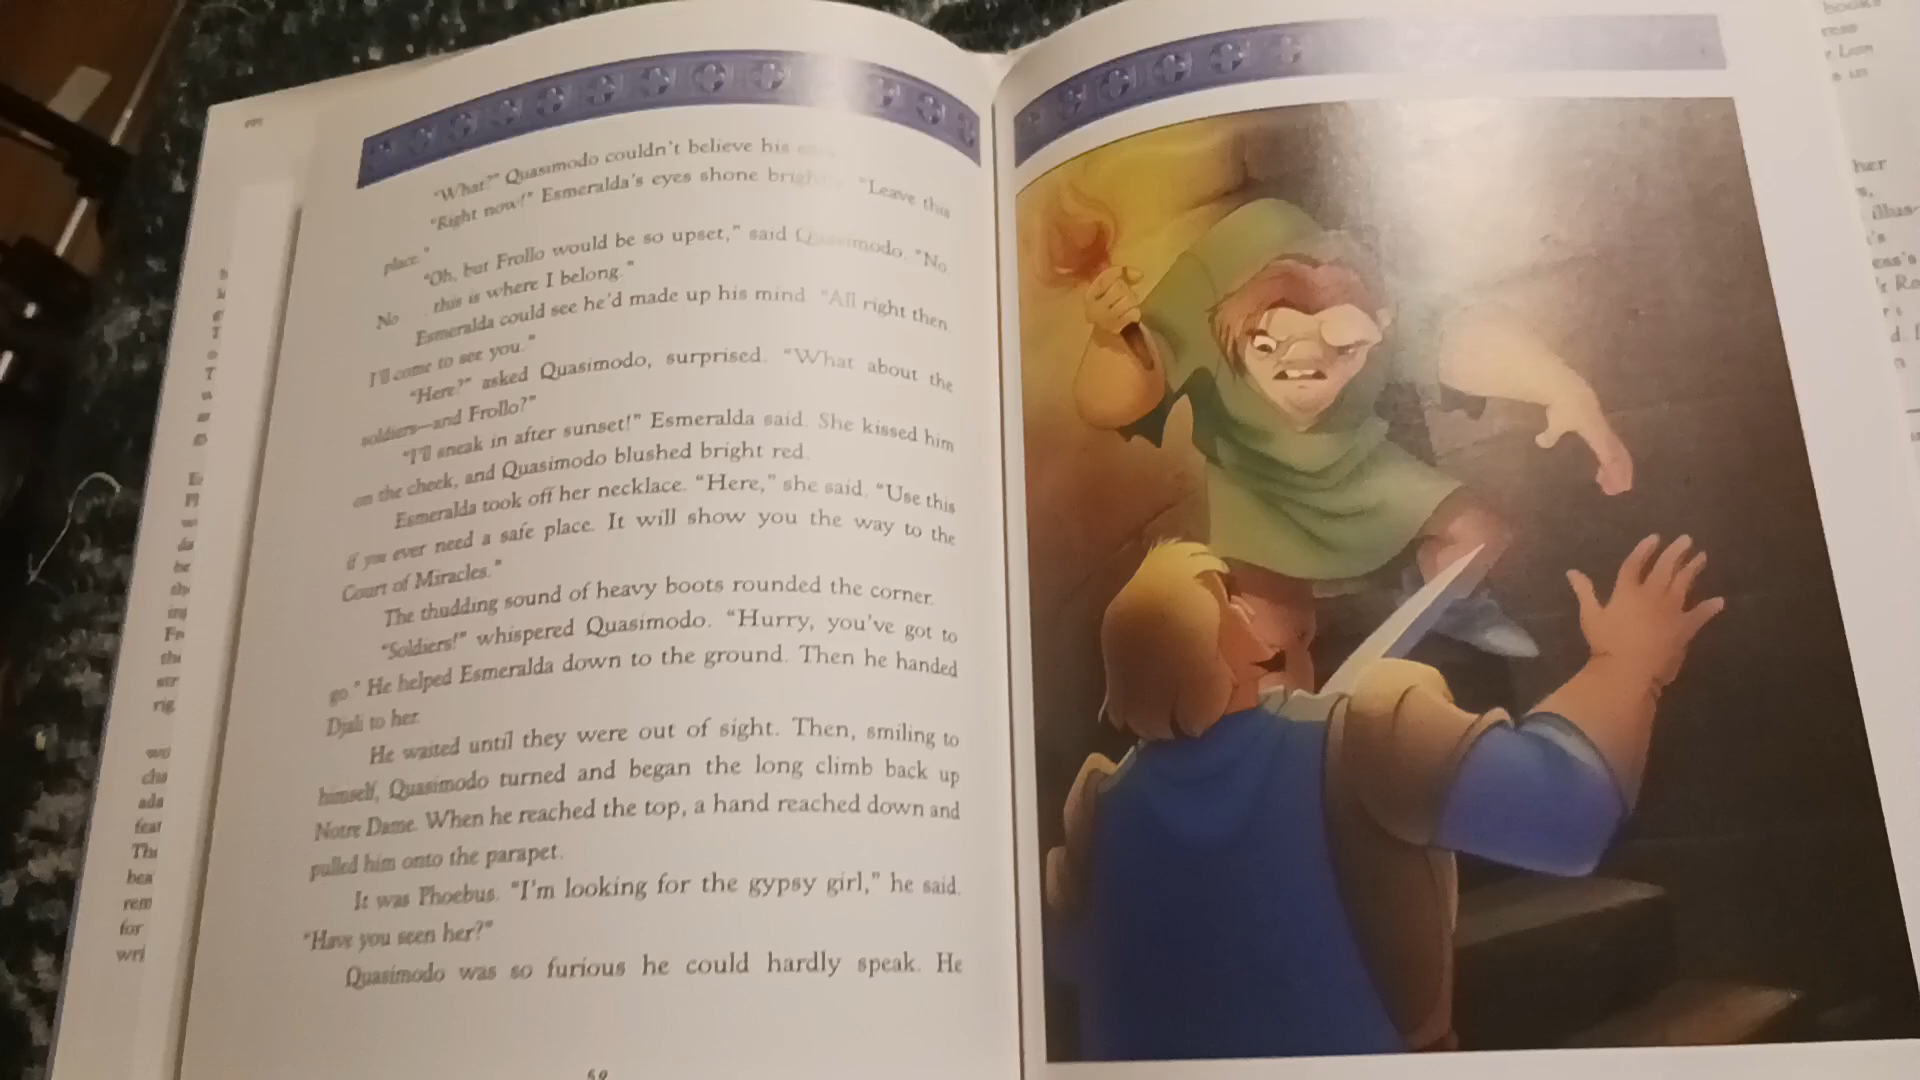 "What?" Quasimodo couldn't believe his
"Right now!" Esmeralda's eyes shone "Leave this
place."
"Oh, but Frollo would be so upset," said Quasimodo. "No
No this is where I belong."
Esmeralda could see he'd made up his mind "All right then
I'll come to see you."
"Here?" asked Quasimodo, surprised. "What about the
soldiers—and Frollo?"
"I'll sneak in after sunset!" Esmeralda said. She kissed him
on the cheek, and Quasimodo blushed bright red.
Esmeralda took off her necklace. "Here," she said, "Use this
if you ever need a safe place. It will show you the way to the
Court of Miracles."
The thudding sound of heavy boots rounded the corner.
"Soldiers!" whispered Quasimodo. "Hurry, you've got to
go." He helped Esmeralda down to the ground. Then he handed
Djali to her.
He waited until they were out of sight. Then, smiling to
himself, Quasimodo turned and began the long climb back up
Notre Dame. When he reached the top, a hand reached down and
pulled him onto the parapet.
It was Phoebus. "I'm looking for the gypsy girl," he said.
"Have you seen her?"
Quasimodo was so furious he could hardly speak. He